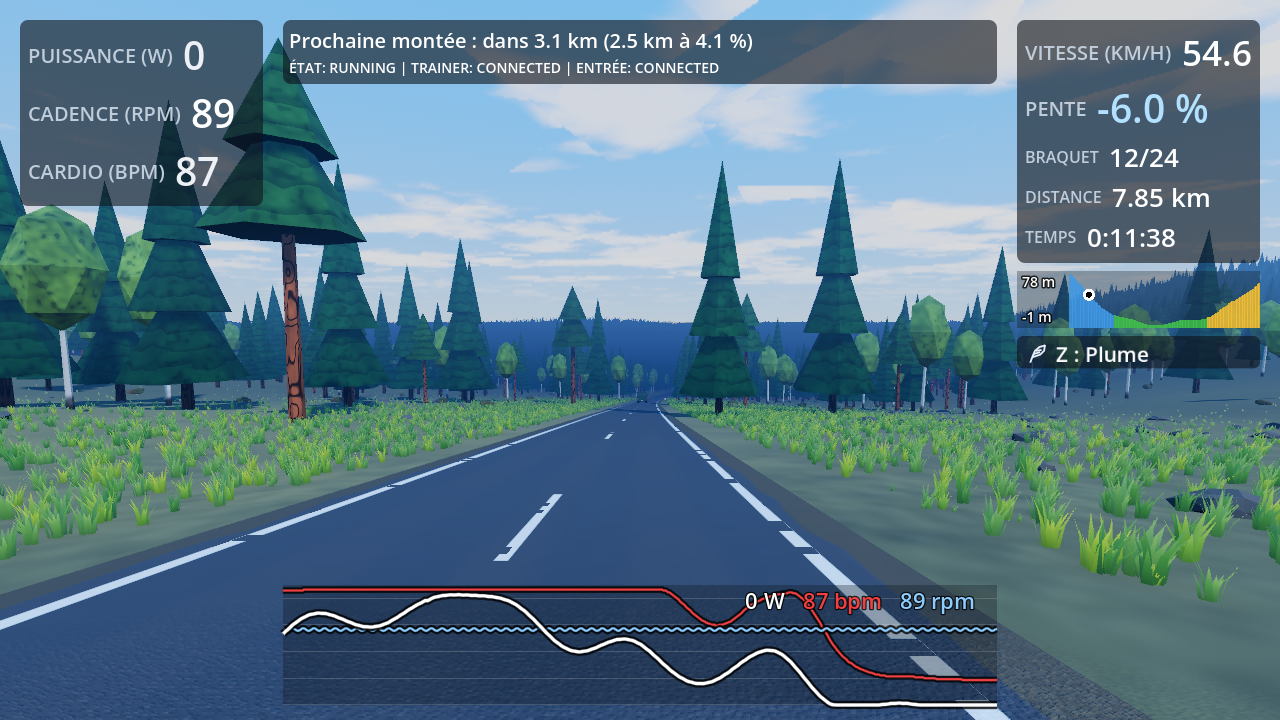 PUISSANCE (W) 0
CADENCE (RPM) 89
CARDIO (BPM) 87
Prochaine montée : dans 3.1 km (2.5 km à 4.1 %)
ÉTAT: RUNNING | TRAINER: CONNECTED | ENTRÉE: CONNECTED
VITESSE (KM/H) 54.6
PENTE -6.0 %
BRAQUET 12/24
DISTANCE 7.85 km
TEMPS 0:11:38
78 m
-1 m
Z : Plume
0 W 87 bpm 89 rpm